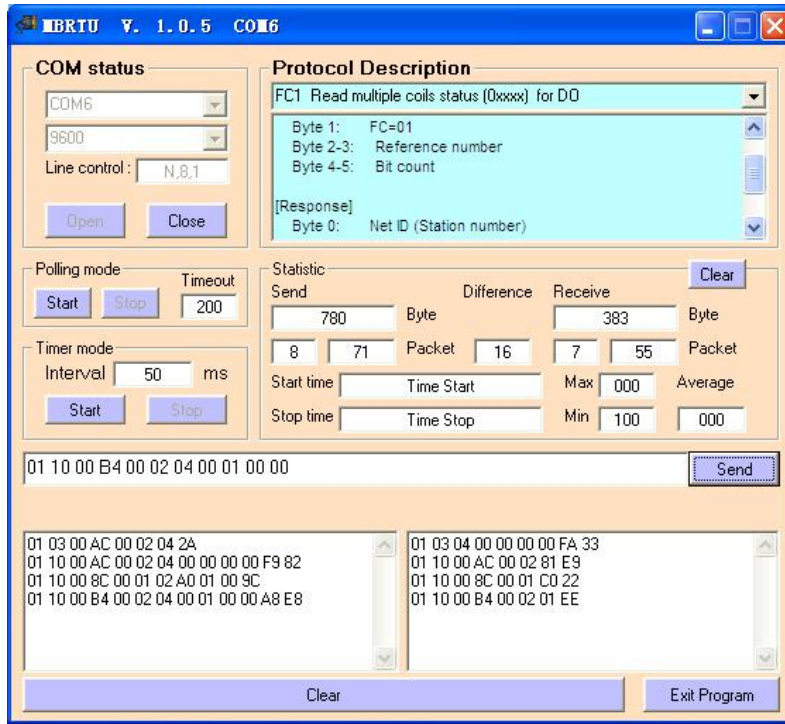 MBRTU V. 1.0.5 COM6
COM status
COM6
9600
Line control : N,8,1
Open Close
Protocol Description
FC1 Read multiple coils status (0xxxx) for DO
Byte 1: FC=01
Byte 2-3: Reference number
Byte 4-5: Bit count
[Response]
Byte 0: Net ID (Station number)
Polling mode
Timeout
Start Stop 200
Timer mode
Interval 50 ms
Start Stop
Statistic
Clear
Send Difference Receive
780 Byte 383 Byte
8 71 Packet 16 7 55 Packet
Start time Time Start Max 000 Average
Stop time Time Stop Min 100 000
01 10 00 B4 00 02 04 00 01 00 00
Send
01 03 00 AC 00 02 04 2A
01 10 00 AC 00 02 04 00 00 00 00 F9 82
01 10 00 8C 00 01 02 A0 01 00 9C
01 10 00 B4 00 02 04 00 01 00 00 A8 E8
01 03 04 00 00 00 00 FA 33
01 10 00 AC 00 02 81 E9
01 10 00 8C 00 01 C0 22
01 10 00 B4 00 02 01 EE
Clear
Exit Program